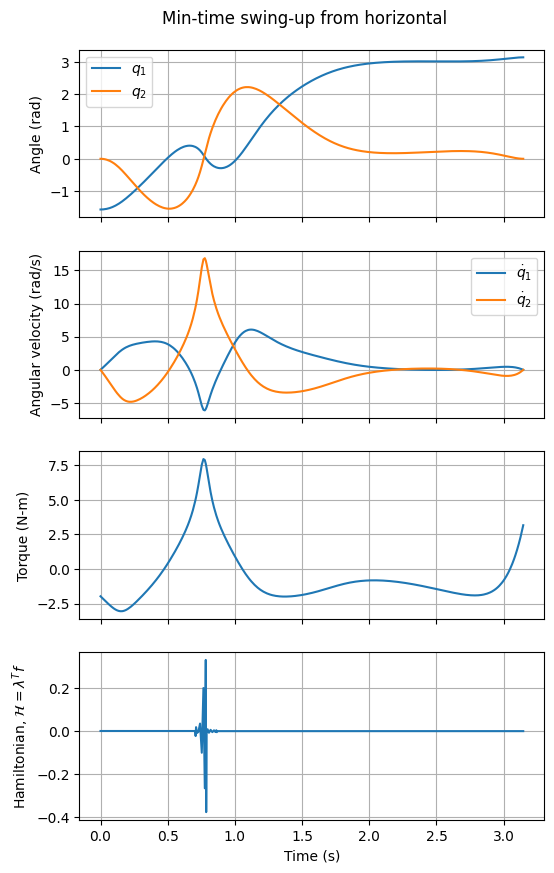 Min-time swing-up from horizontal
3
2
1
0
−1
Angle (rad)
q₁
q₂
15
10
5
0
−5
Angular velocity (rad/s)
q̇₁
q̇₂
7.5
5.0
2.5
0.0
−2.5
Torque (N-m)
0.2
0.0
−0.2
−0.4
Hamiltonian, ℋ = λᵀf
0.0 0.5 1.0 1.5 2.0 2.5 3.0
Time (s)